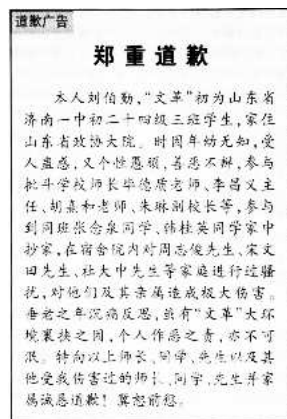 道歉广告
郑重道歉
本人刘伯勤，“文革”初为山东省
济南一中初二十四级三班学生，家住
山东省政协大院。时因年幼无知，受
人蛊惑，又个性愚顽，善恶不辨，参与
批斗学校师长毕德质老师、李昌义主
任、胡熹和老师、朱琳副校长等，参与
到同班张念泉同学、韩桂英同学家中
抄家，在宿舍院内对周志俊先生、宋文
田先生、杜大中先生等家庭进行过骚
扰，对他们及其亲属造成极大伤害。
垂老之年沉痛反思，虽有“文革”大环
境裹挟之因，个人作恶之责，亦不可
泯。转向以上师长、同学、先生以及其
他受我伤害过的师长、同学、先生并家
属诚恳道歉！冀恕前愆。